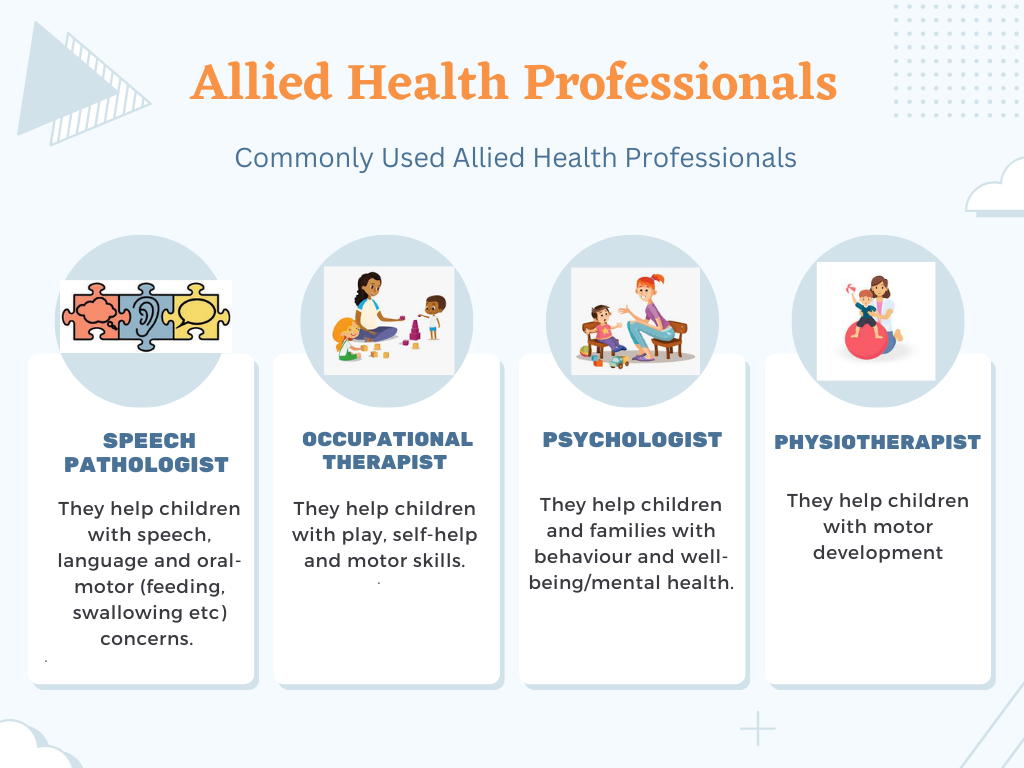 Allied Health Professionals
Commonly Used Allied Health Professionals
SPEECH
PATHOLOGIST
They help children
with speech,
language and oral-
motor (feeding,
swallowing etc)
concerns.
.
OCCUPATIONAL
THERAPIST
They help children
with play, self-help
and motor skills.
.
PSYCHOLOGIST
They help children
and families with
behaviour and well-
being/mental health.
PHYSIOTHERAPIST
They help children
with motor
development